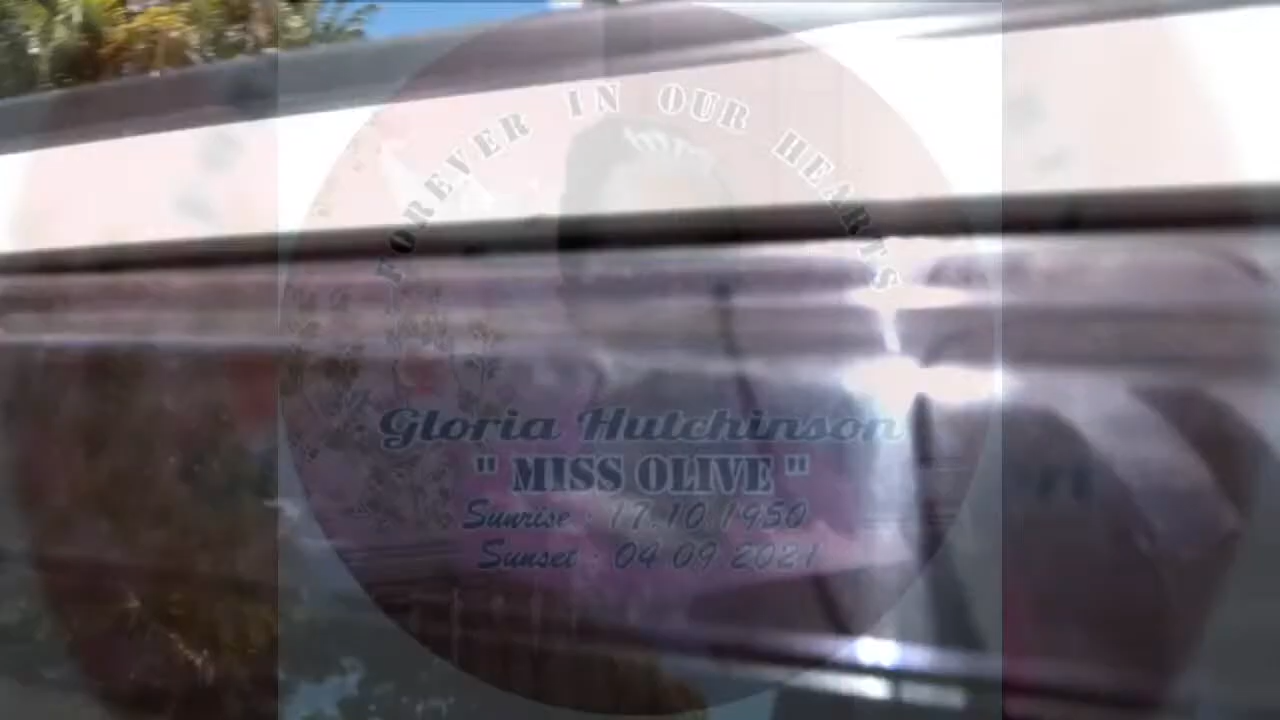 FOREVER IN OUR HEARTS
Gloria Hutchinson
" MISS OLIVE "
Sunrise : 17.10.1950
Sunset : 04.09.2021